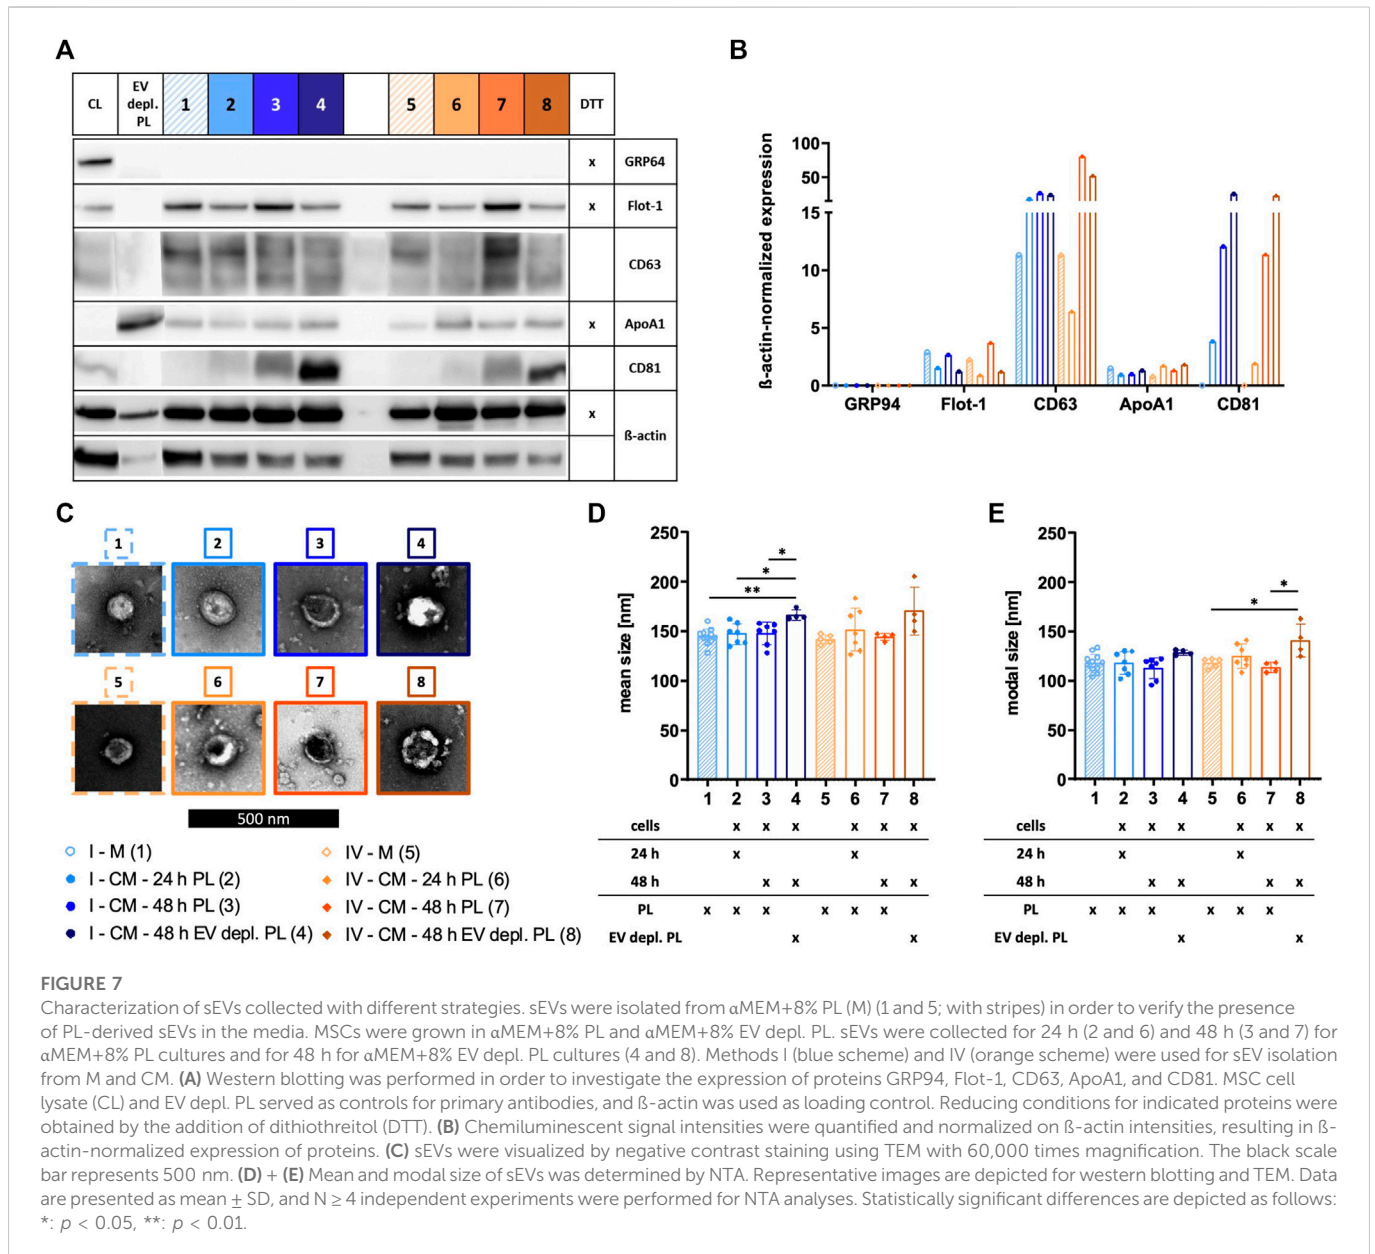 A
CL
EV
depl.
PL
1
2
3
4
5
6
7
8
DTT
x
GRP64
x
Flot-1
CD63
x
ApoA1
CD81
x
ß-actin
B
ß-actin-normalized expression
100
50
15
10
5
0
GRP94
Flot-1
CD63
ApoA1
CD81
C
1
2
3
4
5
6
7
8
500 nm
I - M (1)
I - CM - 24 h PL (2)
I - CM - 48 h PL (3)
I - CM - 48 h EV depl. PL (4)
IV - M (5)
IV - CM - 24 h PL (6)
IV - CM - 48 h PL (7)
IV - CM - 48 h EV depl. PL (8)
D
mean size [nm]
250
200
150
100
50
0
*
*
**
1 2 3 4 5 6 7 8
cells x x x x x x
24 h x x
48 h x x x x
PL x x x x x x
EV depl. PL x x
E
modal size [nm]
250
200
150
100
50
0
*
*
1 2 3 4 5 6 7 8
cells x x x x x x
24 h x x
48 h x x x x
PL x x x x x x
EV depl. PL x x
FIGURE 7
Characterization of sEVs collected with different strategies. sEVs were isolated from αMEM+8% PL (M) (1 and 5; with stripes) in order to verify the presence
of PL-derived sEVs in the media. MSCs were grown in αMEM+8% PL and αMEM+8% EV depl. PL. sEVs were collected for 24 h (2 and 6) and 48 h (3 and 7) for
αMEM+8% PL cultures and for 48 h for αMEM+8% EV depl. PL cultures (4 and 8). Methods I (blue scheme) and IV (orange scheme) were used for sEV isolation
from M and CM. (A) Western blotting was performed in order to investigate the expression of proteins GRP94, Flot-1, CD63, ApoA1, and CD81. MSC cell
lysate (CL) and EV depl. PL served as controls for primary antibodies, and ß-actin was used as loading control. Reducing conditions for indicated proteins were
obtained by the addition of dithiothreitol (DTT). (B) Chemiluminescent signal intensities were quantified and normalized on ß-actin intensities, resulting in ß-
actin-normalized expression of proteins. (C) sEVs were visualized by negative contrast staining using TEM with 60,000 times magnification. The black scale
bar represents 500 nm. (D) + (E) Mean and modal size of sEVs was determined by NTA. Representative images are depicted for western blotting and TEM. Data
are presented as mean ± SD, and N ≥ 4 independent experiments were performed for NTA analyses. Statistically significant differences are depicted as follows:
*: p < 0.05, **: p < 0.01.